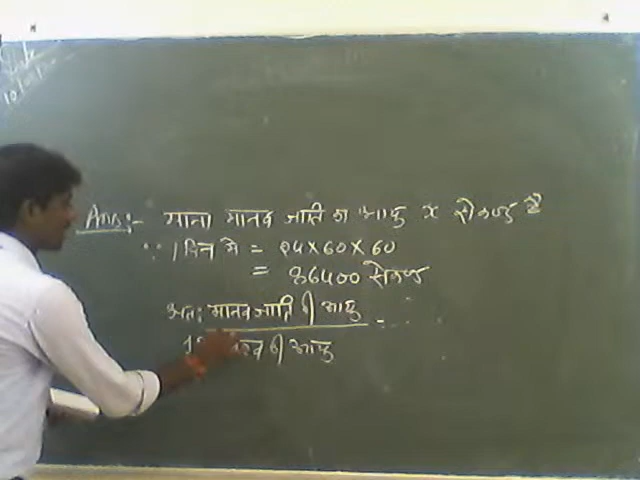 Ans:- माना मानव जाति का आयु x सेकण्ड है
∵ 1 दिन मे = 24×60×60
= 86400 सेकण्ड
अतः मानव जाति की आयु
की आयु